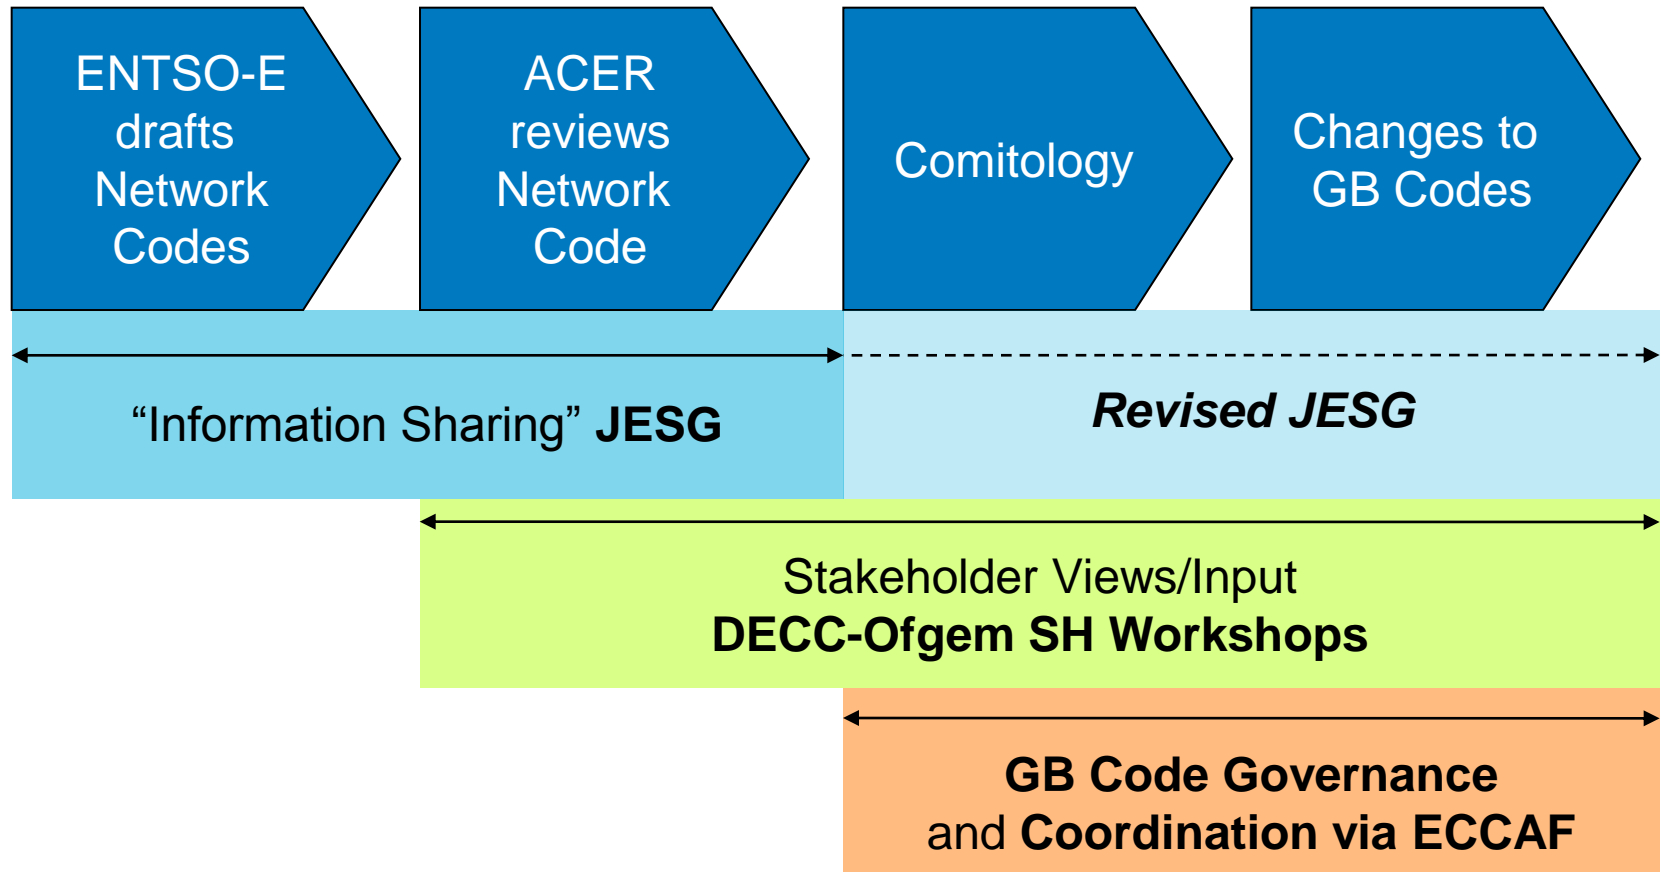 ENTSO-E
drafts
Network
Codes
ACER
reviews
Network
Code
Comitology
Changes to
GB Codes
“Information Sharing” JESG
Revised JESG
Stakeholder Views/Input
DECC-Ofgem SH Workshops
GB Code Governance
and Coordination via ECCAF